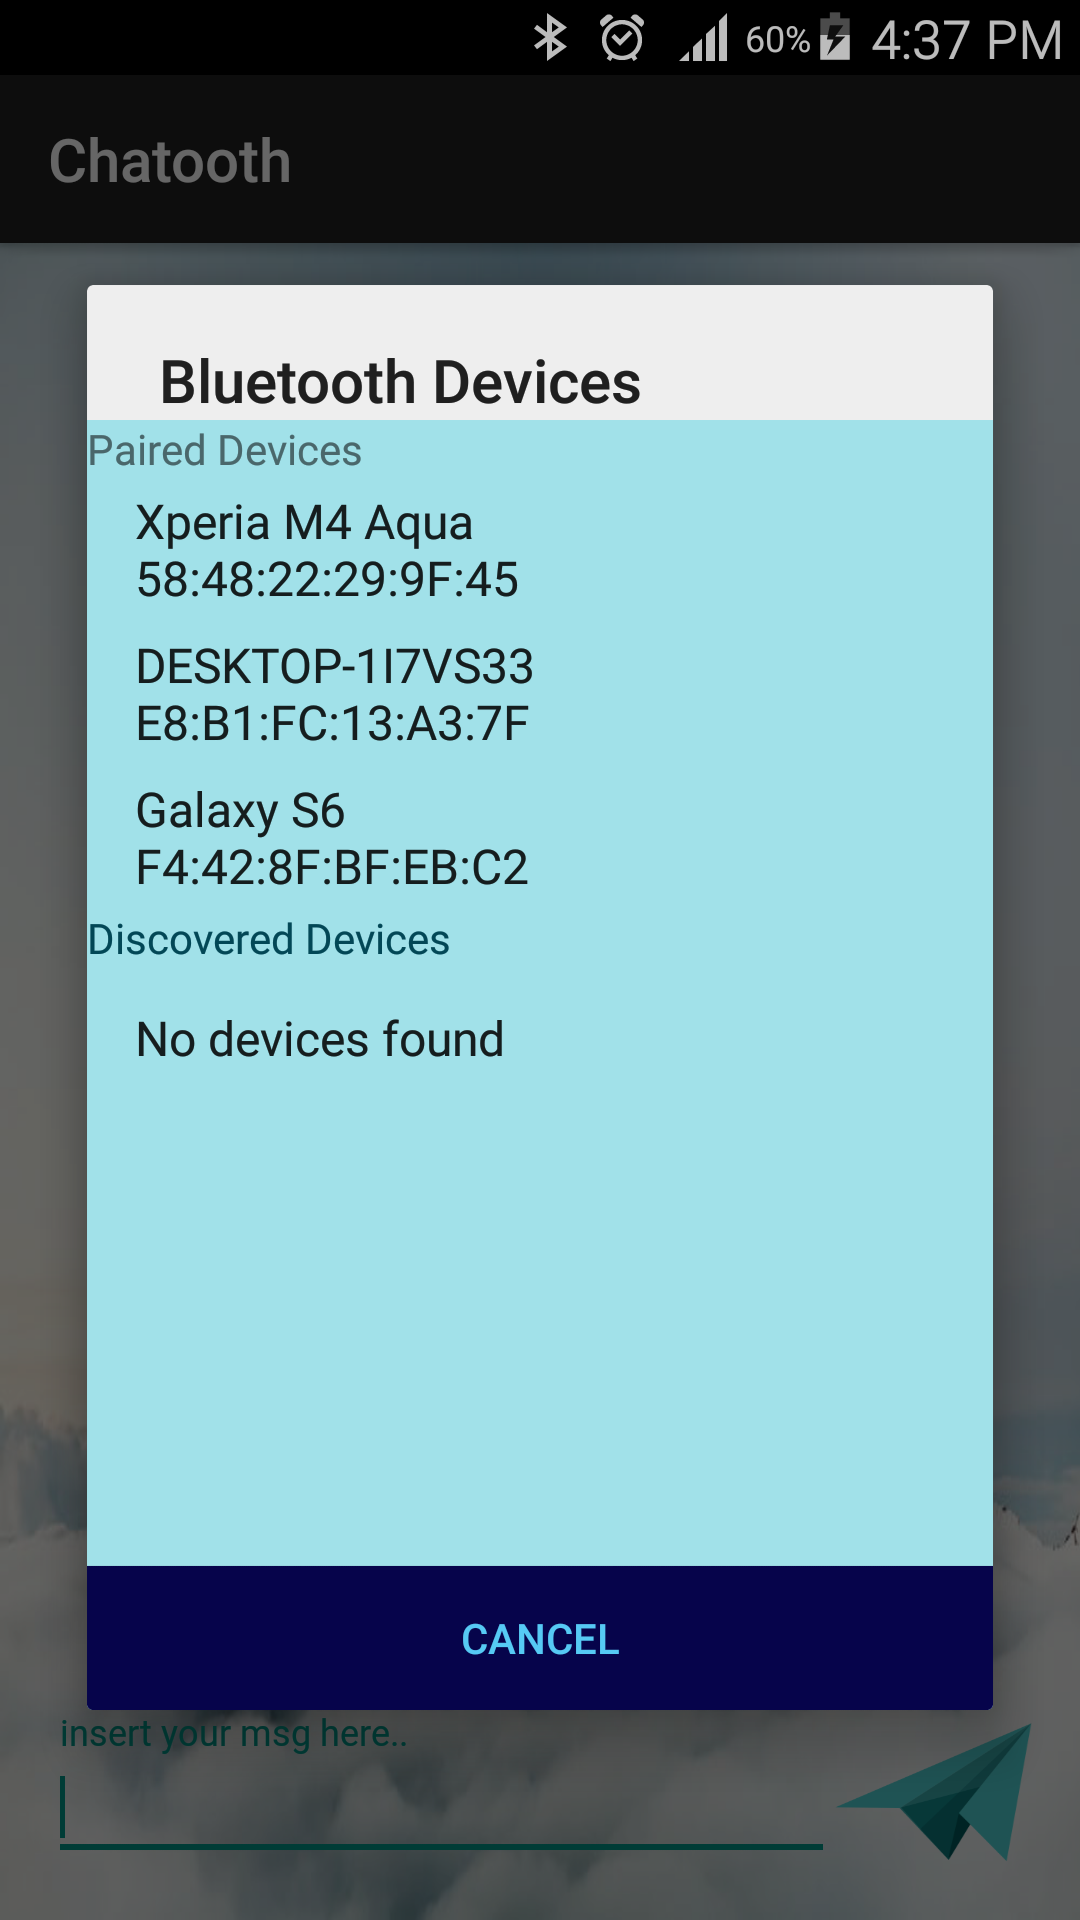 60% 4:37 PM
Chatooth
Bluetooth Devices
Paired Devices
Xperia M4 Aqua
58:48:22:29:9F:45
DESKTOP-1I7VS33
E8:B1:FC:13:A3:7F
Galaxy S6
F4:42:8F:BF:EB:C2
Discovered Devices
No devices found
CANCEL
insert your msg here..